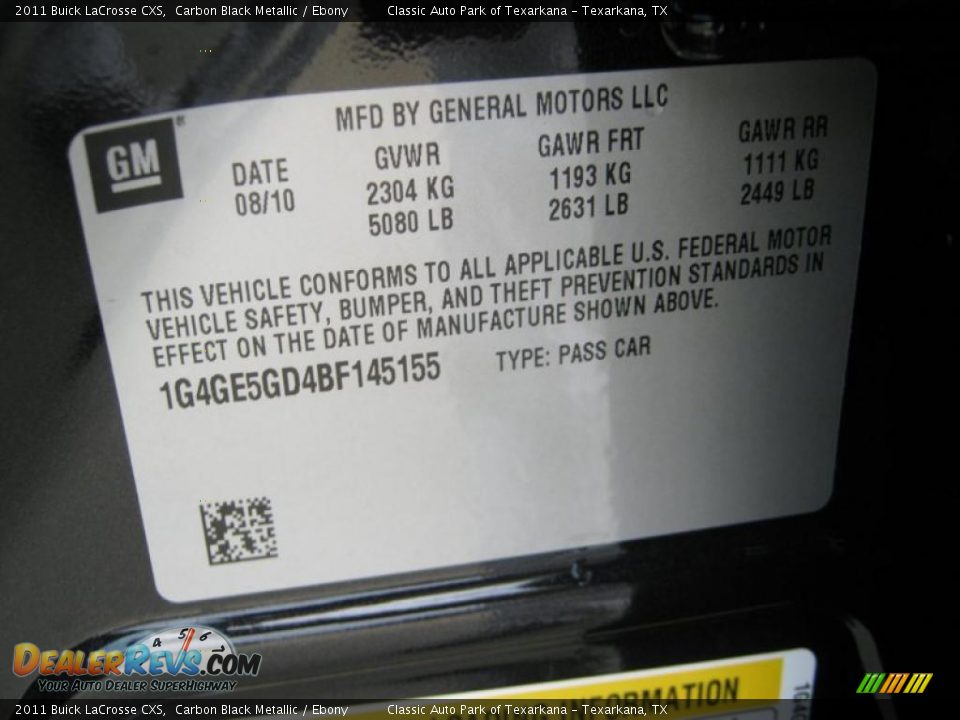 2011 Buick LaCrosse CXS, Carbon Black Metallic / Ebony Classic Auto Park of Texarkana – Texarkana, TX
MFD BY GENERAL MOTORS LLC
GM
DATE GVWR GAWR FRT GAWR RR
08/10 2304 KG 1193 KG 1111 KG
5080 LB 2631 LB 2449 LB
THIS VEHICLE CONFORMS TO ALL APPLICABLE U.S. FEDERAL MOTOR
VEHICLE SAFETY, BUMPER, AND THEFT PREVENTION STANDARDS IN
EFFECT ON THE DATE OF MANUFACTURE SHOWN ABOVE.
1G4GE5GD4BF145155 TYPE: PASS CAR
4 5 6
DealerRevs.com
Your Auto Dealer SuperHighway
INFORMATION
2011 Buick LaCrosse CXS, Carbon Black Metallic / Ebony Classic Auto Park of Texarkana – Texarkana, TX